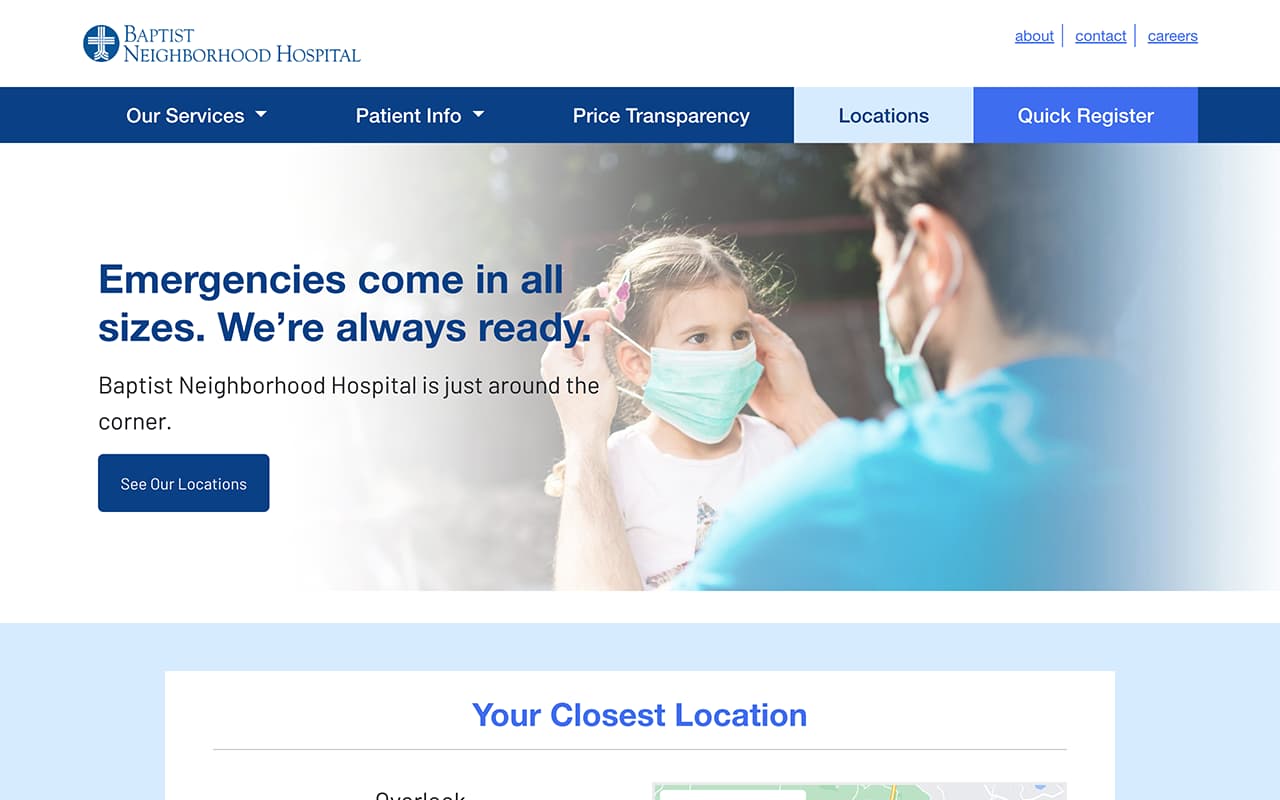 BAPTIST
NEIGHBORHOOD HOSPITAL
about
contact
careers
Our Services
Patient Info
Price Transparency
Locations
Quick Register
Emergencies come in all
sizes. We’re always ready.
Baptist Neighborhood Hospital is just around the
corner.
See Our Locations
Your Closest Location
Overlook